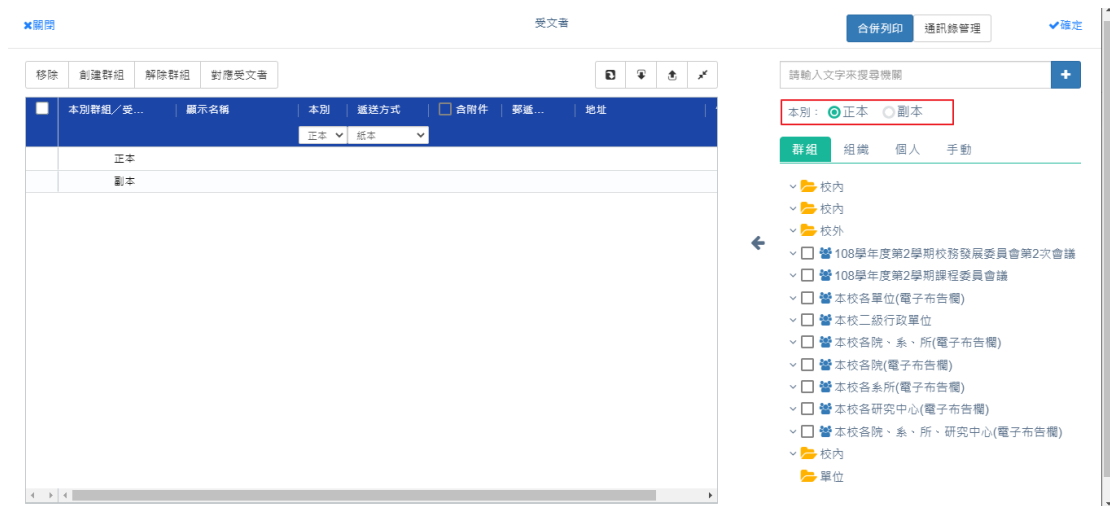 ✖關閉
受文者
合併列印 通訊錄管理
✔確定
移除 創建群組 解除群組 對應受文者
請輸入文字來搜尋機關
本別群組／受... 顯示名稱 本別 遞送方式 含附件 郵遞... 地址
正本 紙本
正本
副本
本別： 正本 副本
群組 組織 個人 手動
校內
校內
校外
108學年度第2學期校務發展委員會第2次會議
108學年度第2學期課程委員會議
本校各單位(電子布告欄)
本校二級行政單位
本校各院、系、所(電子布告欄)
本校各院(電子布告欄)
本校各系所(電子布告欄)
本校各研究中心(電子布告欄)
本校各院、系、所、研究中心(電子布告欄)
校內
單位